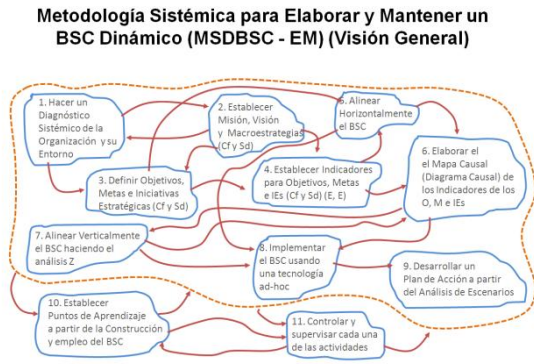 Metodología Sistémica para Elaborar y Mantener un
BSC Dinámico (MSDBSC - EM) (Visión General)
1. Hacer un
Diagnóstico
Sistémico de la
Organización y su
Entorno
2. Establecer
Misión, Visión
y Macroestrategias
(Cf y Sd)
5. Alinear
Horizontalmente
el BSC
3. Definir Objetivos,
Metas e Iniciativas
Estratégicas (Cf y Sd)
4. Establecer Indicadores
para Objetivos, Metas
e IEs (Cf y Sd) (E, E)
6. Elaborar el
el Mapa Causal
(Diagrama Causal) de
los Indicadores de los
O, M e IEs
7. Alinear Verticalmente
el BSC haciendo el
análisis Z
8. Implementar
el BSC usando
una tecnología
ad-hoc
9. Desarrollar
un Plan de Acción a partir
del Análisis de Escenarios
10. Establecer
Puntos de Aprendizaje
a partir de la Construcción
y empleo del BSC
11. Controlar y
supervisar cada una
de las actividades